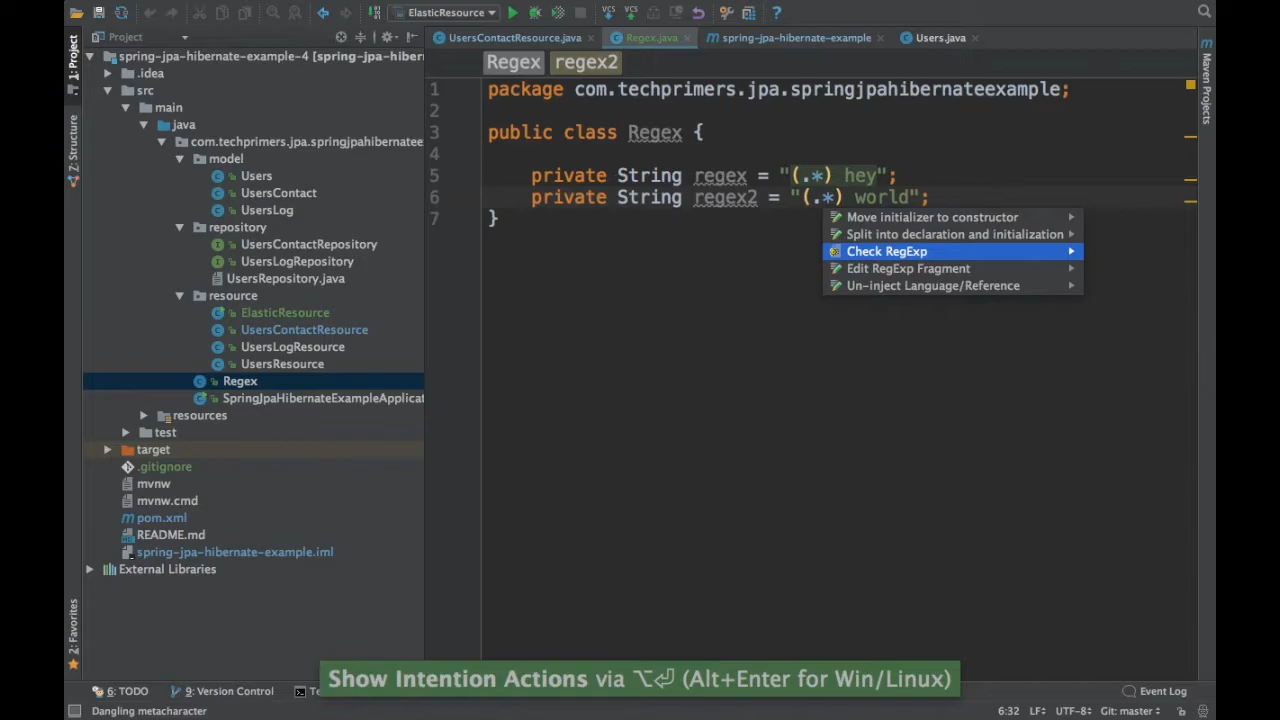 ElasticResource
Project
UsersContactResource.java
Regex.java
spring-jpa-hibernate-example
Users.java
1: Project
Z: Structure
2: Favorites
Maven Projects
spring-jpa-hibernate-example-4 [spring-jpa-hiber
.idea
src
main
java
com.techprimers.jpa.springjpahibernateee
model
Users
UsersContact
UsersLog
repository
UsersContactRepository
UsersLogRepository
UsersRepository.java
resource
ElasticResource
UsersContactResource
UsersLogResource
UsersResource
Regex
SpringJpaHibernateExampleApplicat
resources
test
target
.gitignore
mvnw
mvnw.cmd
pom.xml
README.md
spring-jpa-hibernate-example.iml
External Libraries
Regex regex2
1 package com.techprimers.jpa.springjpahibernateexample;
2
3 public class Regex {
4
5 private String regex = "(.*) hey";
6 private String regex2 = "(.*) world";
7 }
Move initializer to constructor
Split into declaration and initialization
Check RegExp
Edit RegExp Fragment
Un-inject Language/Reference
Show Intention Actions via ⌥⏎ (Alt+Enter for Win/Linux)
6: TODO
9: Version Control
Te
Event Log
Dangling metacharacter
6:32 LF UTF-8 Git: master